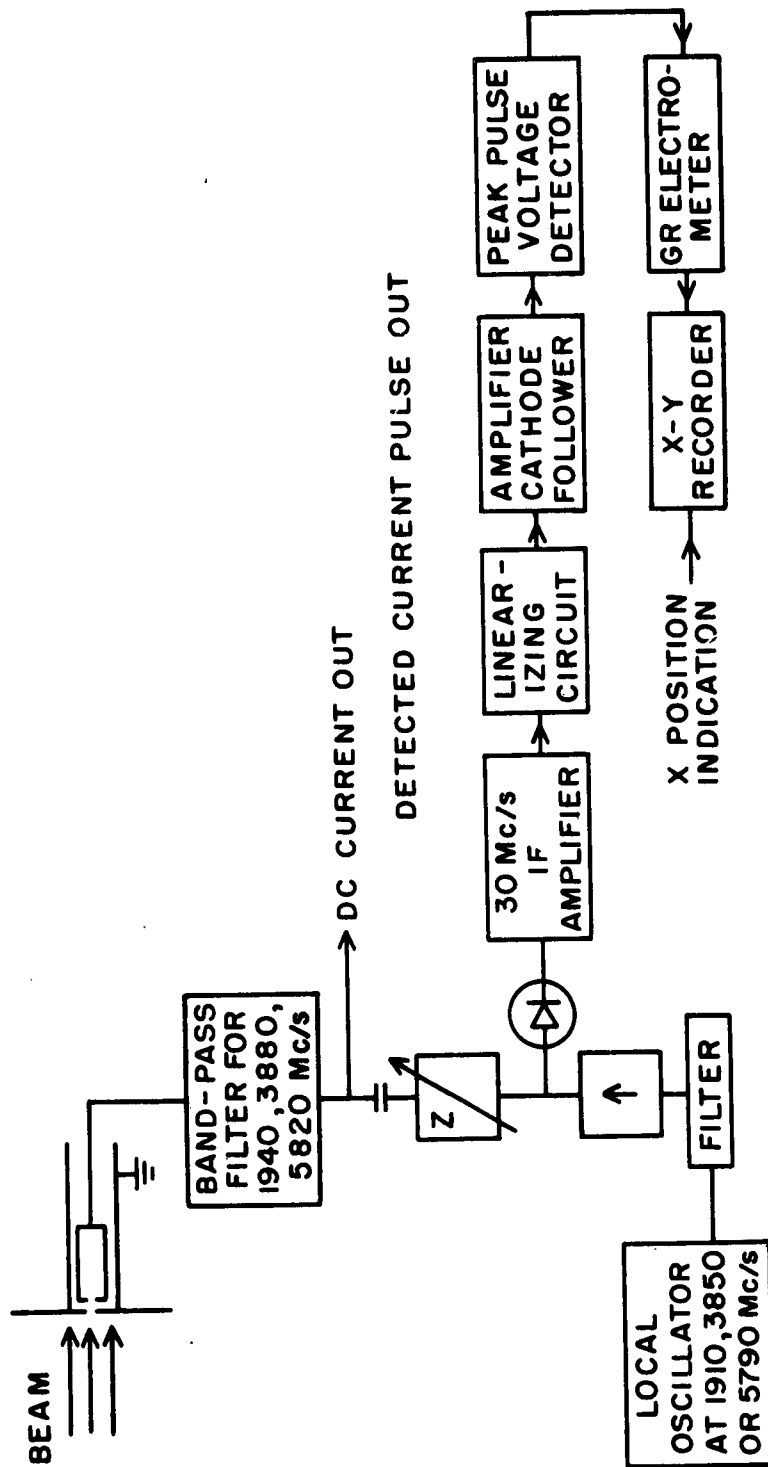 BEAM
BAND-PASS
FILTER FOR
1940, 3880,
5820 Mc/s
DC CURRENT OUT
DETECTED CURRENT PULSE OUT
Z
LOCAL
OSCILLATOR
AT 1910, 3850
OR 5790 Mc/s
FILTER
30 Mc/s
IF
AMPLIFIER
LINEAR-
IZING
CIRCUIT
AMPLIFIER
CATHODE
FOLLOWER
PEAK PULSE
VOLTAGE
DETECTOR
GR ELECTRO-
METER
X-Y
RECORDER
X POSITION
INDICATION